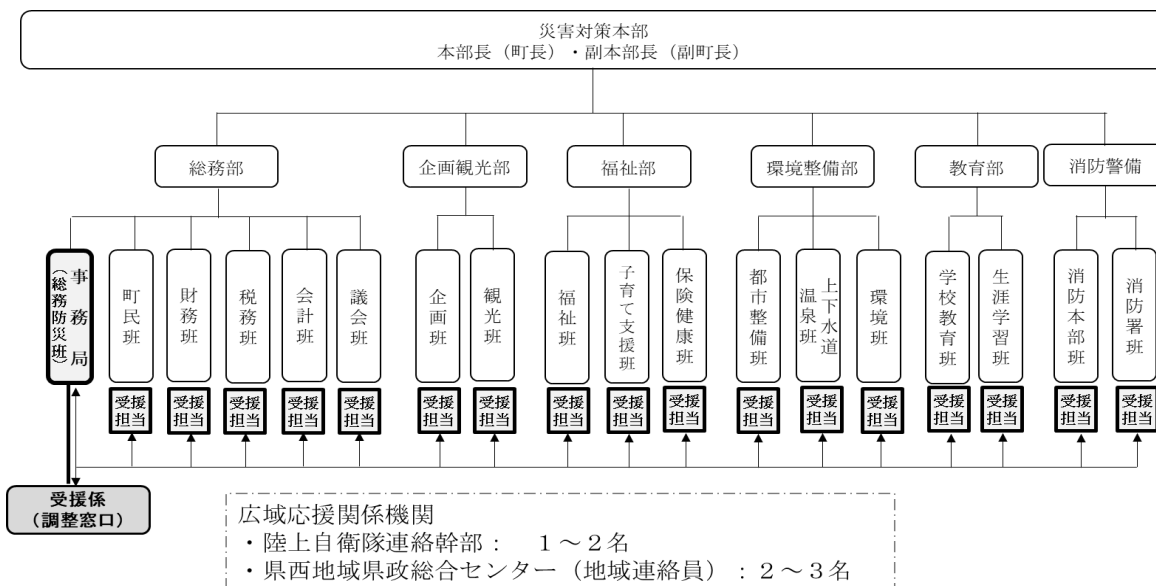 災害対策本部
本部長（町長）・副本部長（副町長）
総務部
企画観光部
福祉部
環境整備部
教育部
消防警備
事務局
（総務防災班）
町民班
財務班
税務班
会計班
議会班
企画班
観光班
福祉班
子育て支援班
保険健康班
都市整備班
上下水道
温泉班
環境班
学校教育班
生涯学習班
消防本部班
消防署班
受援
担当
受援
担当
受援
担当
受援
担当
受援
担当
受援
担当
受援
担当
受援
担当
受援
担当
受援
担当
受援
担当
受援
担当
受援
担当
受援
担当
受援
担当
受援
担当
受援
担当
受援係
（調整窓口）
広域応援関係機関
・陸上自衛隊連絡幹部：　１～２名
・県西地域県政総合センター（地域連絡員）：２～３名